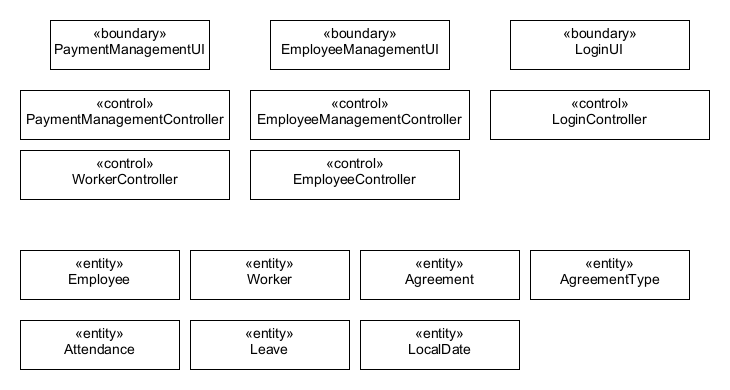 «boundary»
PaymentManagementUI
«boundary»
EmployeeManagementUI
«boundary»
LoginUI
«control»
PaymentManagementController
«control»
EmployeeManagementController
«control»
LoginController
«control»
WorkerController
«control»
EmployeeController
«entity»
Employee
«entity»
Worker
«entity»
Agreement
«entity»
AgreementType
«entity»
Attendance
«entity»
Leave
«entity»
LocalDate